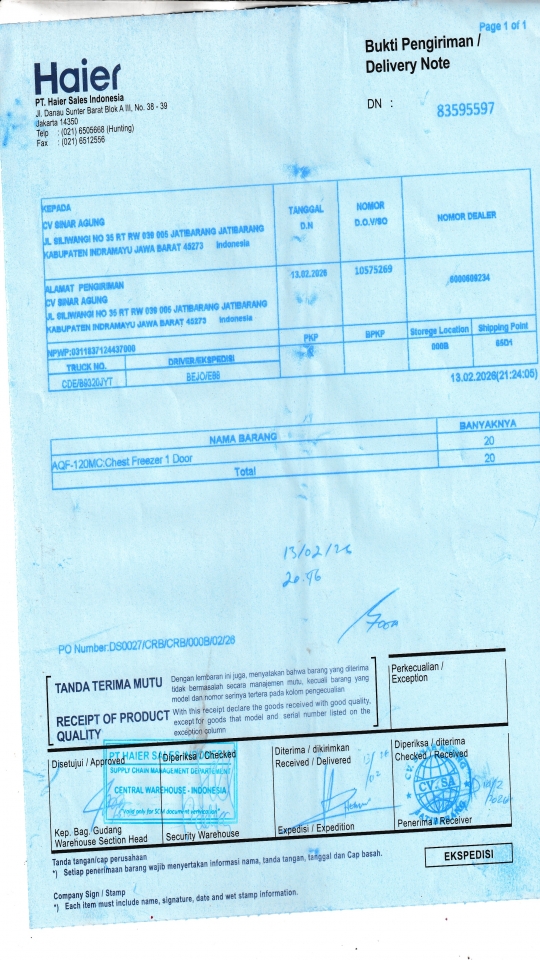 Page 1 of 1
Haier
Bukti Pengiriman /
Delivery Note
PT. Haier Sales Indonesia
Jl. Danau Sunter Barat Blok A III, No. 38 - 39
Jakarta 14350
Telp : (021) 6505668 (Hunting)
Fax : (021) 6512556
DN : 83595597
KEPADA
CV SINAR AGUNG
JL SILIWANGI NO 35 RT RW 039 005 JATIBARANG JATIBARANG
KABUPATEN INDRAMAYU JAWA BARAT 45273 Indonesia
TANGGAL
D.N
NOMOR
D.O.V/SO
NOMOR DEALER
ALAMAT PENGIRIMAN
CV SINAR AGUNG
JL SILIWANGI NO 35 RT RW 039 005 JATIBARANG JATIBARANG
KABUPATEN INDRAMAYU JAWA BARAT 45273 Indonesia
13.02.2026
10575269
NPWP:0311837124437000
PKP
BPKP
Storege Location
Shipping Point
000B
TRUCK NO.
DRIVER/EKSPEDISI
BEJO/E86
13.02.2026(21:24:05)
NAMA BARANG
BANYAKNYA
AQF-120MC:Chest Freezer 1 Door
20
Total
20
13/02/26
PO Number:DS0027/CRB/CRB/000B/02/26
TANDA TERIMA MUTU
Dengan lembaran ini juga, menyatakan bahwa barang yang diterima
tidak bermasalah secara manajemen mutu, kecuali barang yang
model dan nomor serinya tertera pada kolom pengecualian
RECEIPT OF PRODUCT
QUALITY
With this receipt declare the goods received with good quality,
except for goods that model and serial number listed on the
exception column
Perkecualian /
Exception
Disetujui / Approved
Diperiksa / Checked
Diterima / dikirimkan
Received / Delivered
Diperiksa / diterima
Checked / Received
PT HAIER SALES INDONESIA
SUPPLY CHAIN MANAGEMENT DEPARTEMENT
CENTRAL WAREHOUSE - INDONESIA
CV. SA
JATIBARANG
Kep. Bag. Gudang
Warehouse Section Head
Security Warehouse
Expedisi / Expedition
Penerima / Receiver
Tanda tangan/cap perusahaan
*) Setiap penerimaan barang wajib menyertakan informasi nama, tanda tangan, tanggal dan Cap basah.
EKSPEDISI
Company Sign / Stamp
*) Each item must include name, signature, date and wet stamp information.